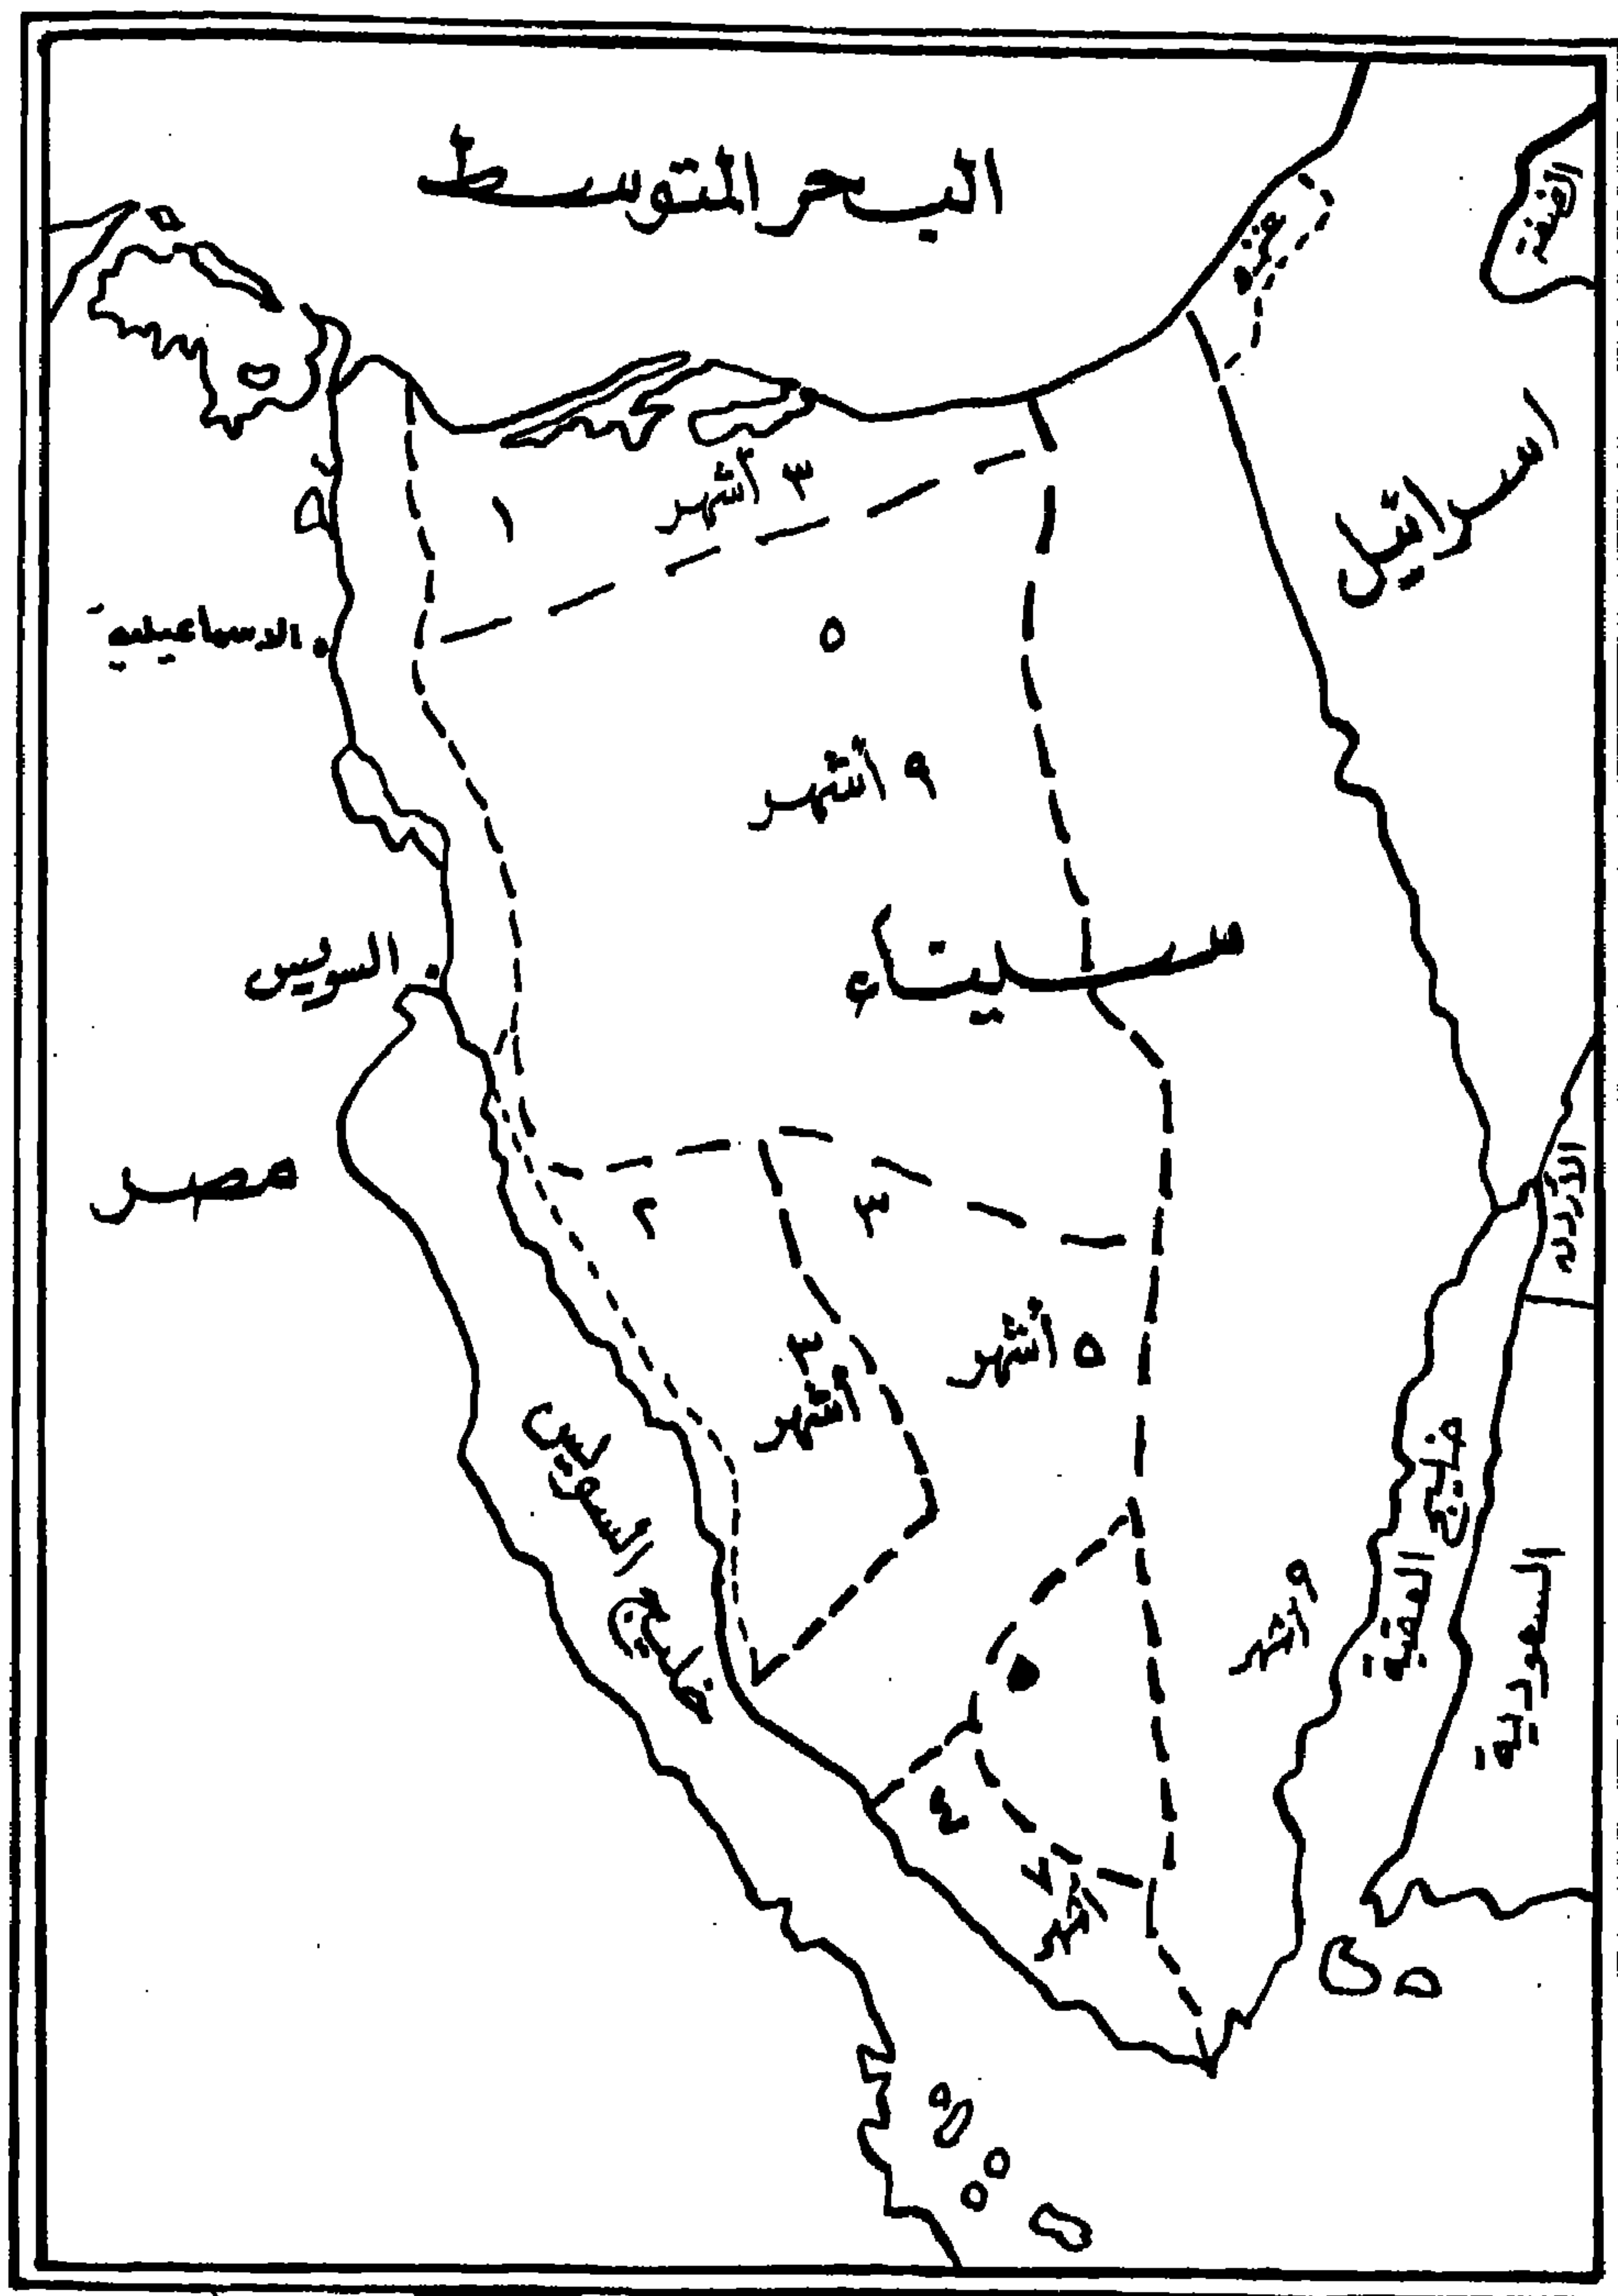 البحر المتوسط
الضفة
غزه
اسرائيل
١
٣ أشهر
الاسماعيلية
٥
٩ أشهر
سيناء
السويس
مصر
٢
٣
الأردن
٥ أشهر
٣
أشهر
خليج السويس
خليج
العقبة
السعودية
٩
أشهر
٤
٧
أشهر